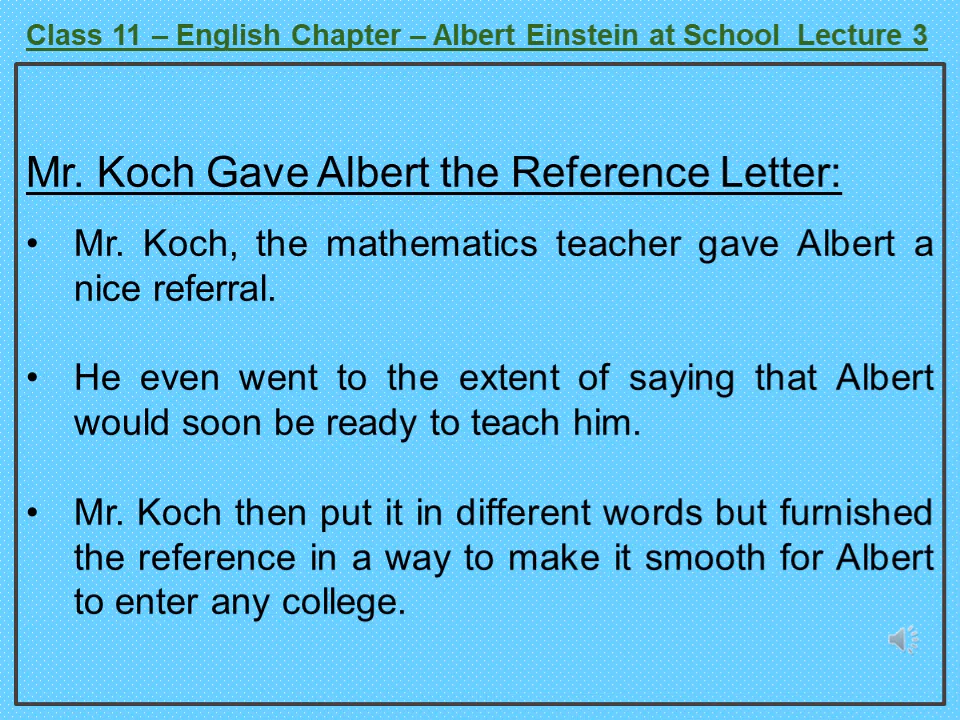 Class 11 – English Chapter – Albert Einstein at School Lecture 3
Mr. Koch Gave Albert the Reference Letter:
• Mr. Koch, the mathematics teacher gave Albert a
nice referral.
• He even went to the extent of saying that Albert
would soon be ready to teach him.
• Mr. Koch then put it in different words but furnished
the reference in a way to make it smooth for Albert
to enter any college.